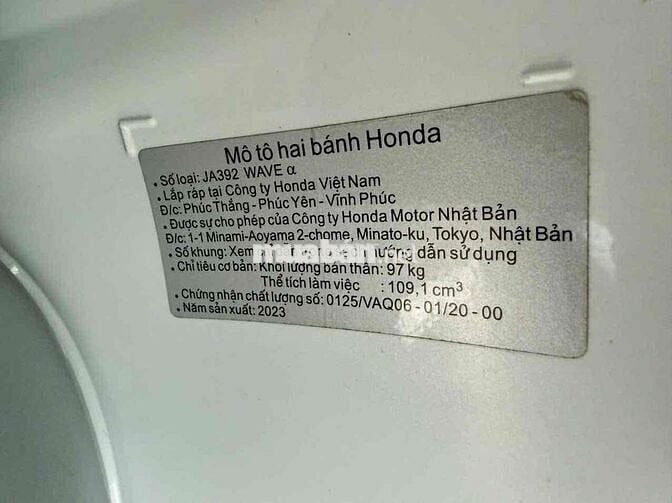 Mô tô hai bánh Honda
• Số loại: JA392 WAVE α
• Lắp ráp tại Công ty Honda Việt Nam
Đ/c: Phúc Thắng - Phúc Yên - Vĩnh Phúc
• Được sự cho phép của Công ty Honda Motor Nhật Bản
Đ/c: 1-1 Minami-Aoyama 2-chome, Minato-ku, Tokyo, Nhật Bản
• Số khung: Xem hướng dẫn sử dụng
• Chỉ tiêu cơ bản: Khối lượng bản thân: 97 kg
Thể tích làm việc : 109,1 cm³
• Chứng nhận chất lượng số: 0125/VAQ06 - 01/20 - 00
• Năm sản xuất: 2023